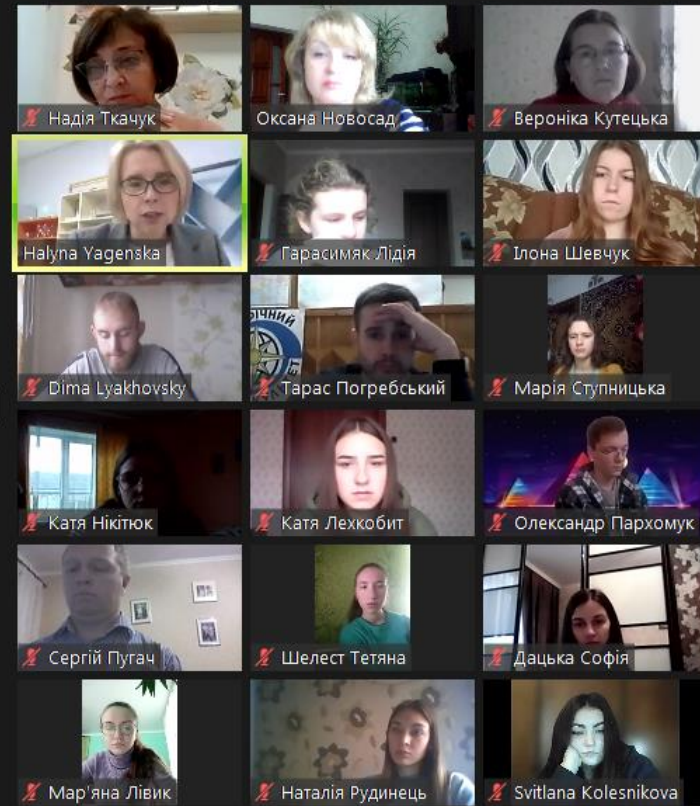 Надія Ткачук
Оксана Новосад
Вероніка Кутецька
Halyna Yagenska
Гарасимяк Лідія
Ілона Шевчук
Dima Lyakhovsky
Тарас Погребський
Марія Ступницька
Катя Нікітюк
Катя Лехкобит
Олександр Пархомук
Сергій Пугач
Шелест Тетяна
Дацька Софія
Мар'яна Лівик
Наталія Рудинець
Svitlana Kolesnikova